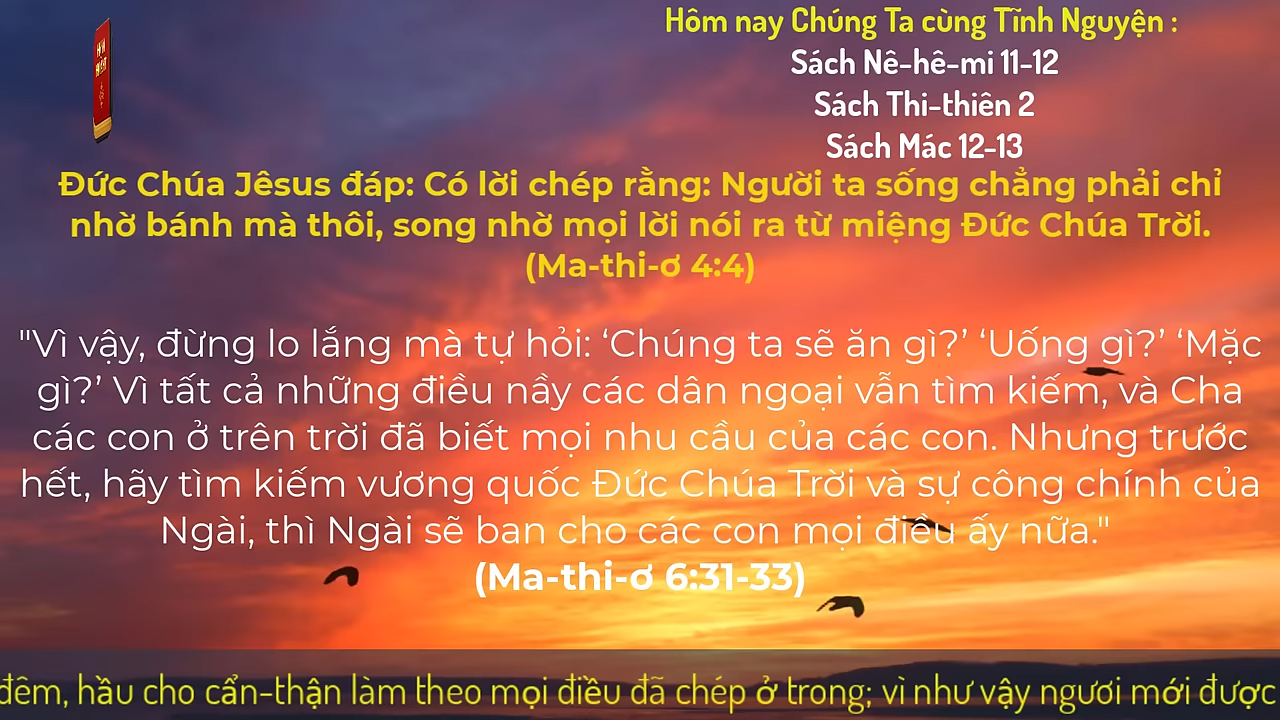 Hôm nay Chúng Ta cùng Tĩnh Nguyện :
Sách Nê-hê-mi 11-12
Sách Thi-thiên 2
Sách Mác 12-13
Đức Chúa Jêsus đáp: Có lời chép rằng: Người ta sống chẳng phải chỉ
nhờ bánh mà thôi, song nhờ mọi lời nói ra từ miệng Đức Chúa Trời.
(Ma-thi-ơ 4:4)
"Vì vậy, đừng lo lắng mà tự hỏi: ‘Chúng ta sẽ ăn gì?’ ‘Uống gì?’ ‘Mặc
gì?’ Vì tất cả những điều nầy các dân ngoại vẫn tìm kiếm, và Cha
các con ở trên trời đã biết mọi nhu cầu của các con. Nhưng trước
hết, hãy tìm kiếm vương quốc Đức Chúa Trời và sự công chính của
Ngài, thì Ngài sẽ ban cho các con mọi điều ấy nữa."
(Ma-thi-ơ 6:31-33)
đêm, hầu cho cẩn-thận làm theo mọi điều đã chép ở trong; vì như vậy ngươi mới được